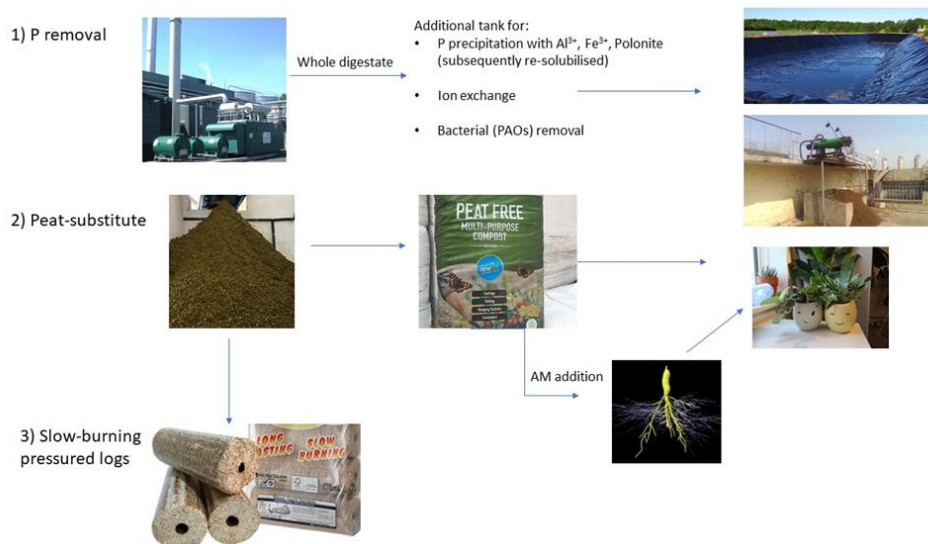 1) P removal
Whole digestate
Additional tank for:
• P precipitation with Al³⁺, Fe³⁺, Polonite
(subsequently re-solubilised)
• Ion exchange
• Bacterial (PAOs) removal
2) Peat-substitute
PEAT FREE
MULTI-PURPOSE
COMPOST
AM addition
3) Slow-burning
pressured logs
LONG
LASTING
SLOW
BURNING